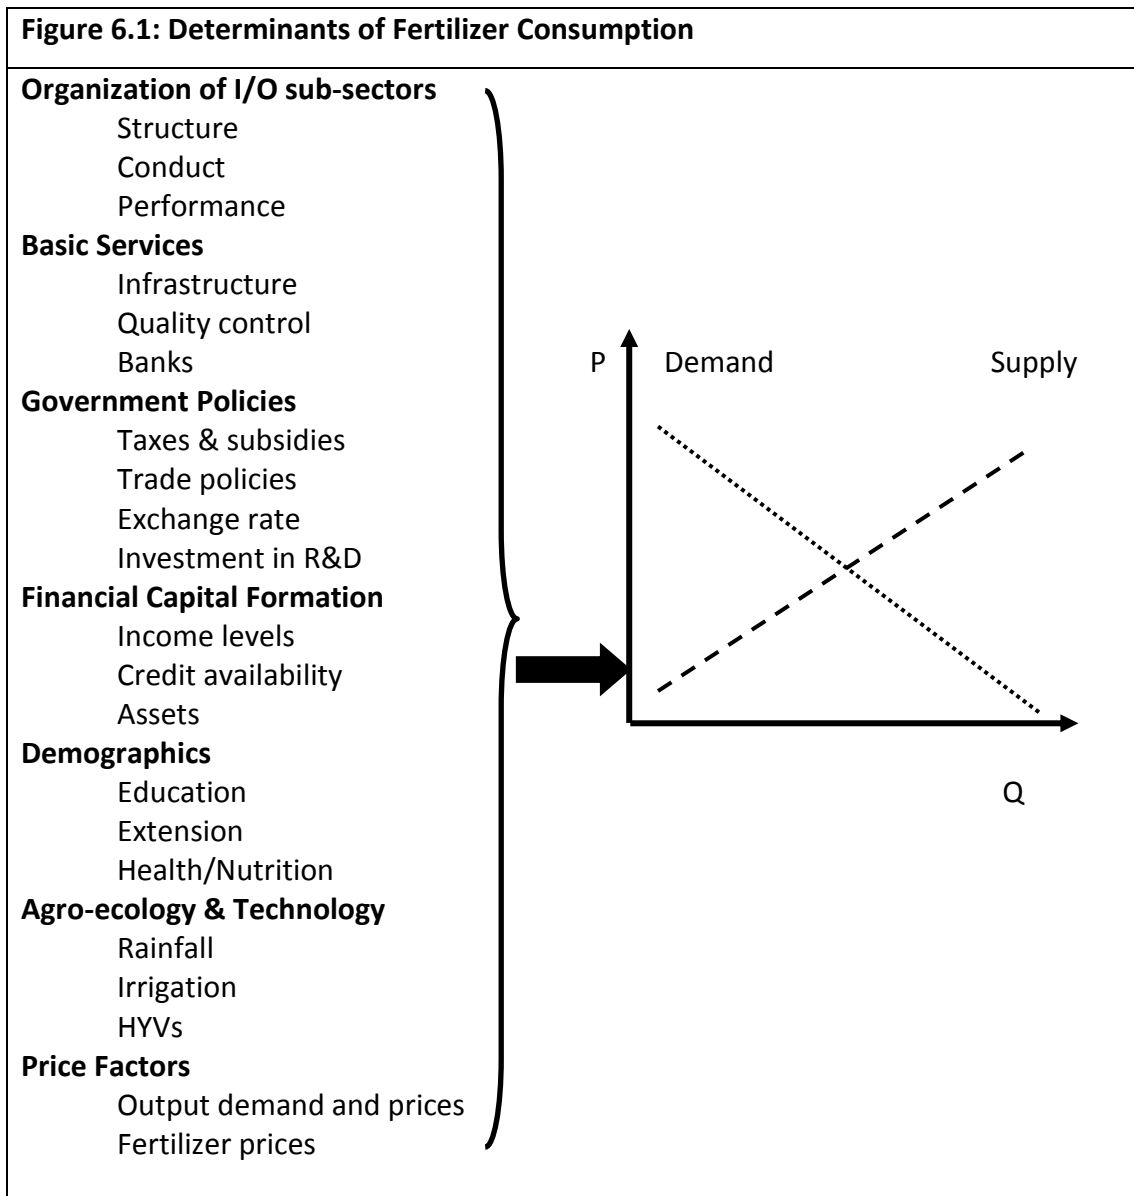 Figure 6.1: Determinants of Fertilizer Consumption
Organization of I/O sub-sectors
Structure
Conduct
Performance
Basic Services
Infrastructure
Quality control
Banks
Government Policies
Taxes & subsidies
Trade policies
Exchange rate
Investment in R&D
Financial Capital Formation
Income levels
Credit availability
Assets
Demographics
Education
Extension
Health/Nutrition
Agro-ecology & Technology
Rainfall
Irrigation
HYVs
Price Factors
Output demand and prices
Fertilizer prices
P Demand Supply
Q